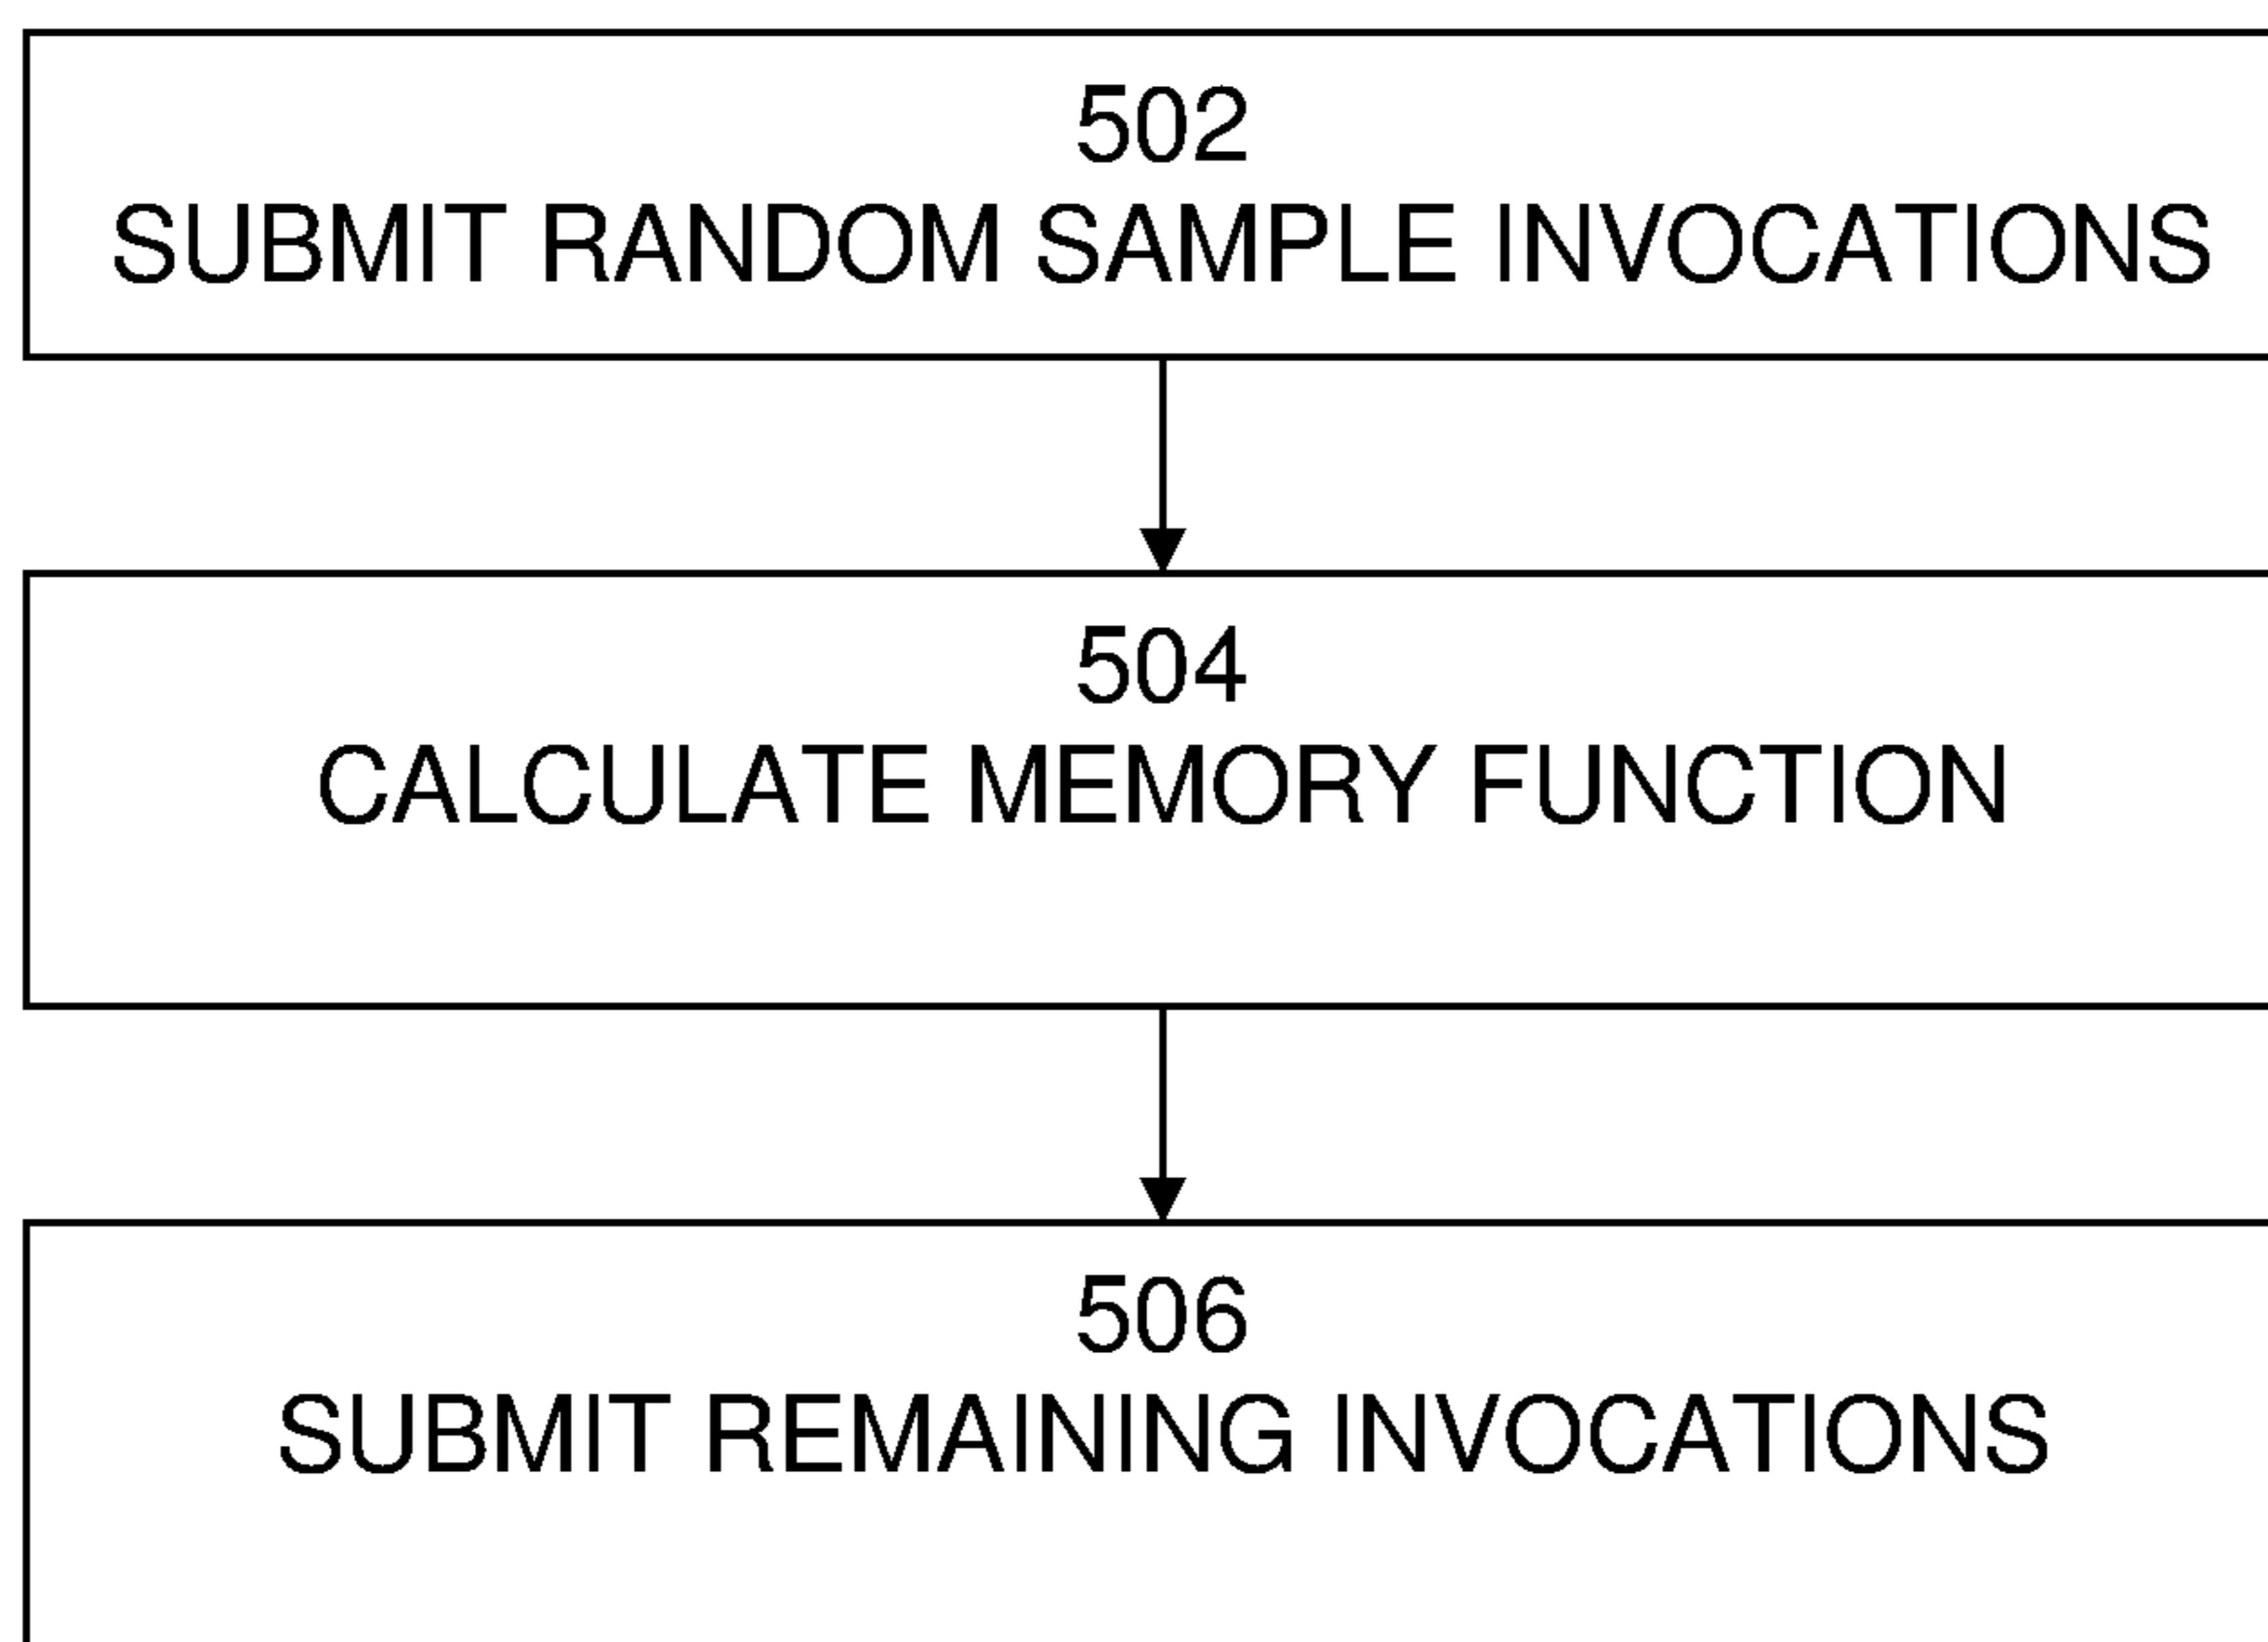 502
SUBMIT RANDOM SAMPLE INVOCATIONS
504
CALCULATE MEMORY FUNCTION
506
SUBMIT REMAINING INVOCATIONS